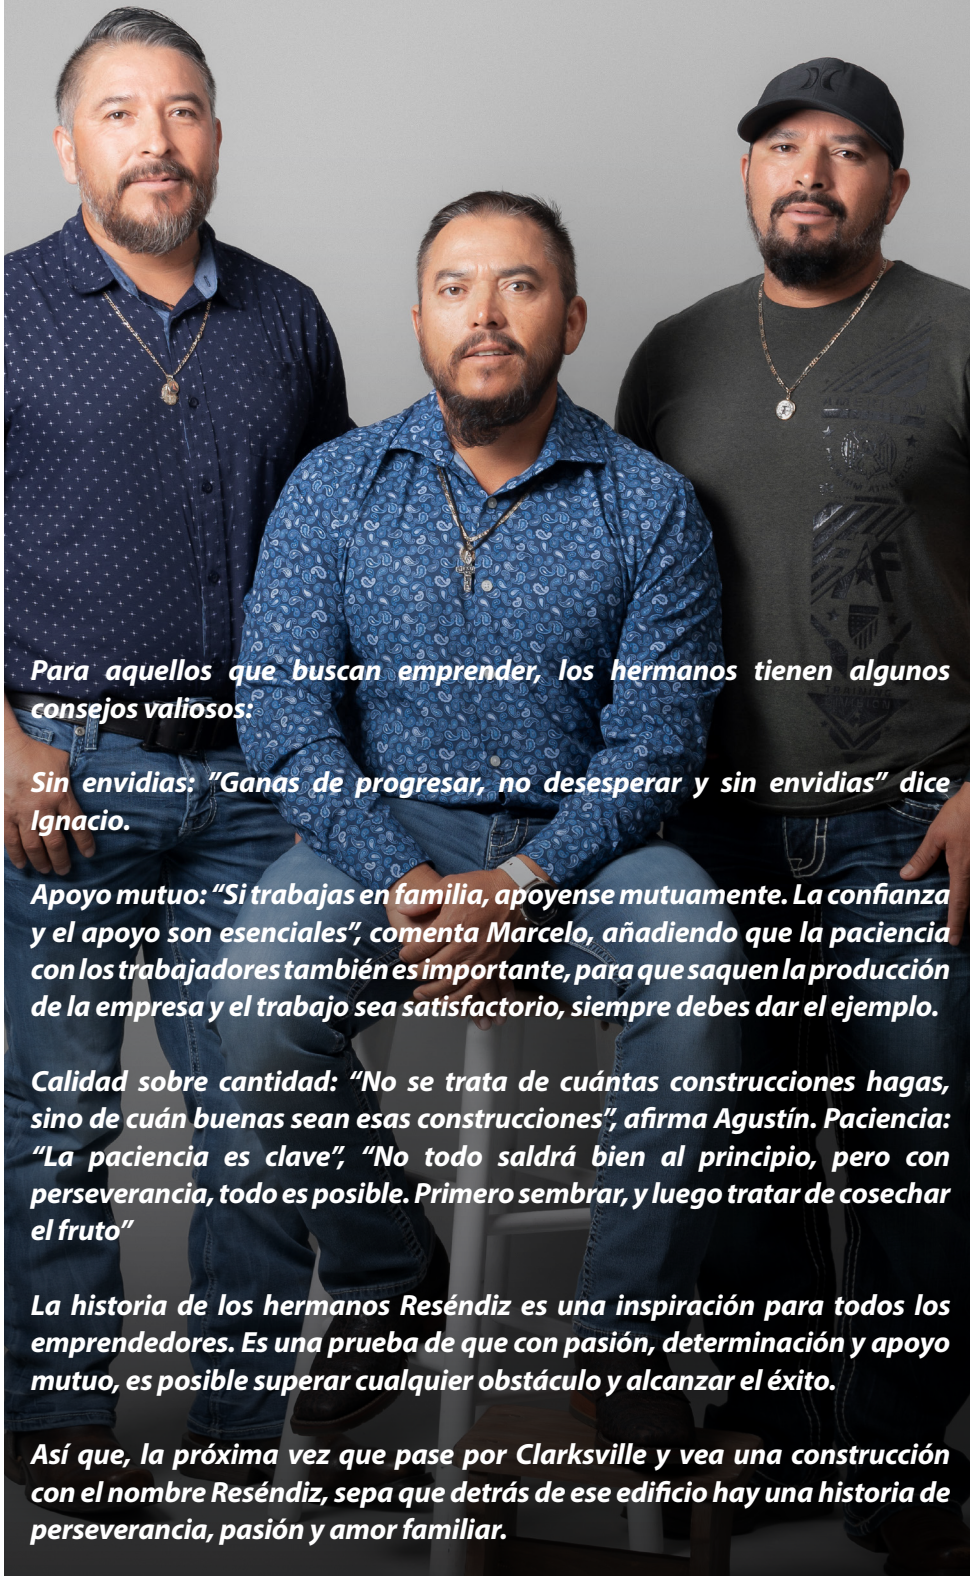 Para aquellos que buscan emprender, los hermanos tienen algunos
consejos valiosos:
Sin envidias: ”Ganas de progresar, no desesperar y sin envidias” dice
Ignacio.
Apoyo mutuo: “Si trabajas en familia, apoyense mutuamente. La confianza
y el apoyo son esenciales”, comenta Marcelo, añadiendo que la paciencia
con los trabajadores también es importante, para que saquen la producción
de la empresa y el trabajo sea satisfactorio, siempre debes dar el ejemplo.
Calidad sobre cantidad: “No se trata de cuántas construcciones hagas,
sino de cuán buenas sean esas construcciones”, afirma Agustín. Paciencia:
“La paciencia es clave”, “No todo saldrá bien al principio, pero con
perseverancia, todo es posible. Primero sembrar, y luego tratar de cosechar
el fruto”
La historia de los hermanos Reséndiz es una inspiración para todos los
emprendedores. Es una prueba de que con pasión, determinación y apoyo
mutuo, es posible superar cualquier obstáculo y alcanzar el éxito.
Así que, la próxima vez que pase por Clarksville y vea una construcción
con el nombre Reséndiz, sepa que detrás de ese edificio hay una historia de
perseverancia, pasión y amor familiar.